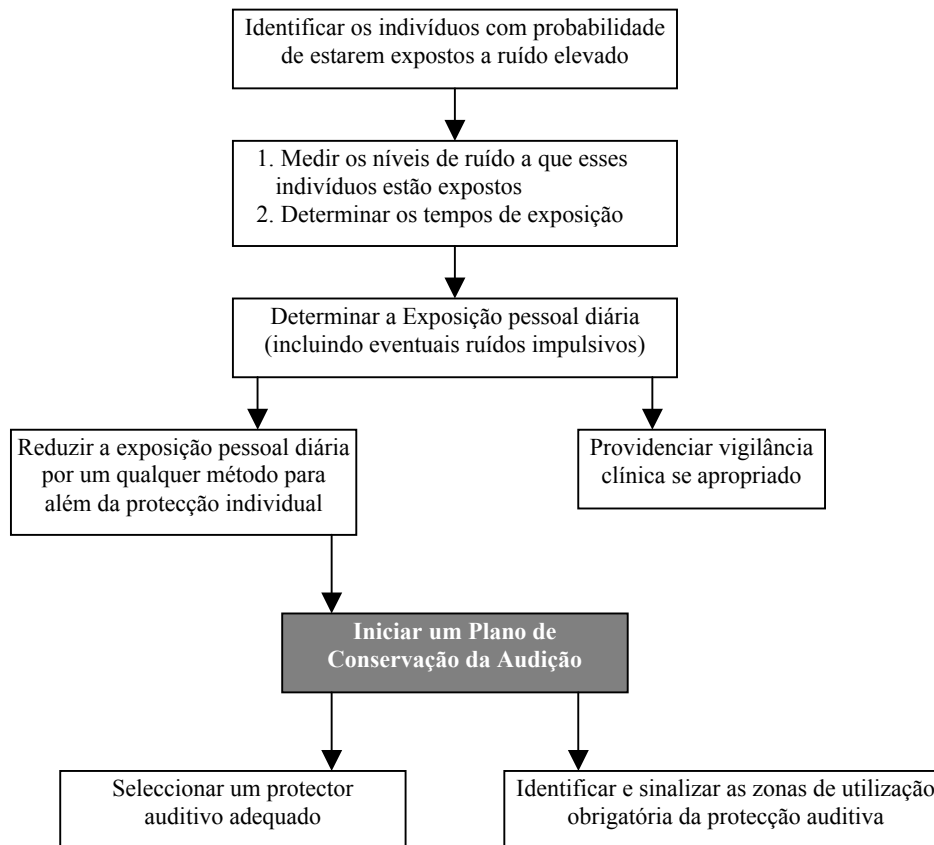 Identificar os indivíduos com probabilidade
de estarem expostos a ruído elevado
1. Medir os níveis de ruído a que esses
indivíduos estão expostos
2. Determinar os tempos de exposição
Determinar a Exposição pessoal diária
(incluindo eventuais ruídos impulsivos)
Reduzir a exposição pessoal diária
por um qualquer método para
além da protecção individual
Providenciar vigilância
clínica se apropriado
Iniciar um Plano de
Conservação da Audição
Seleccionar um protector
auditivo adequado
Identificar e sinalizar as zonas de utilização
obrigatória da protecção auditiva